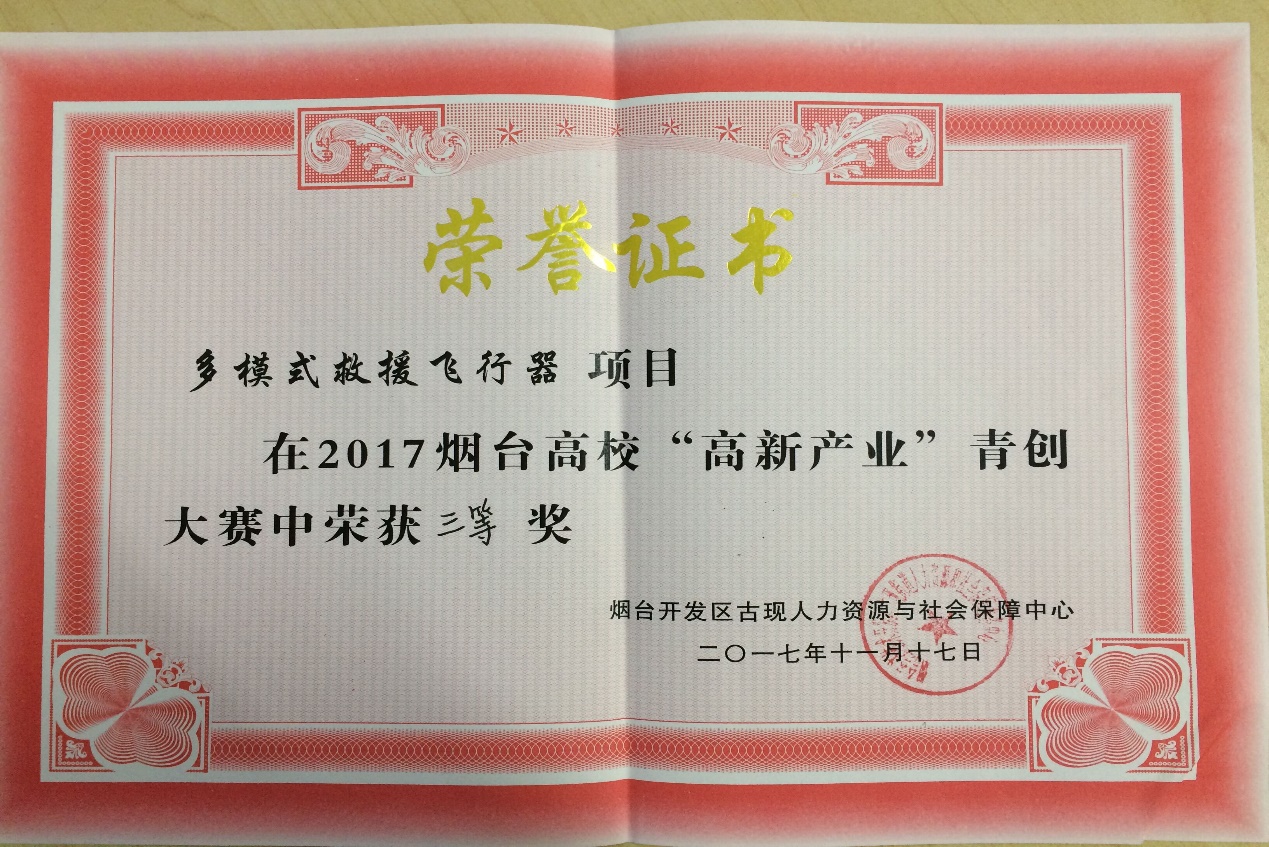 荣誉证书
多模式救援飞行器 项目
在2017烟台高校“高新产业”青创
大赛中荣获三等 奖
烟台开发区古现人力资源与社会保障中心
二〇一七年十一月十七日